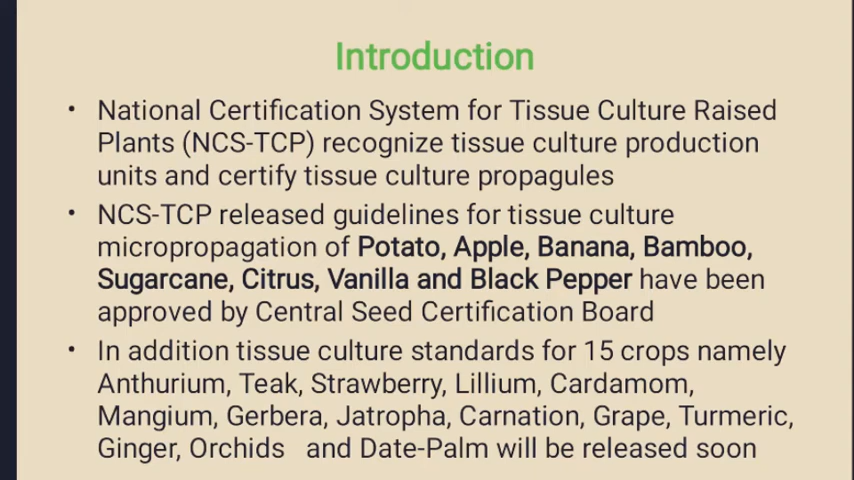 Introduction
• National Certification System for Tissue Culture Raised
Plants (NCS-TCP) recognize tissue culture production
units and certify tissue culture propagules
• NCS-TCP released guidelines for tissue culture
micropropagation of Potato, Apple, Banana, Bamboo,
Sugarcane, Citrus, Vanilla and Black Pepper have been
approved by Central Seed Certification Board
• In addition tissue culture standards for 15 crops namely
Anthurium, Teak, Strawberry, Lillium, Cardamom,
Mangium, Gerbera, Jatropha, Carnation, Grape, Turmeric,
Ginger, Orchids and Date-Palm will be released soon